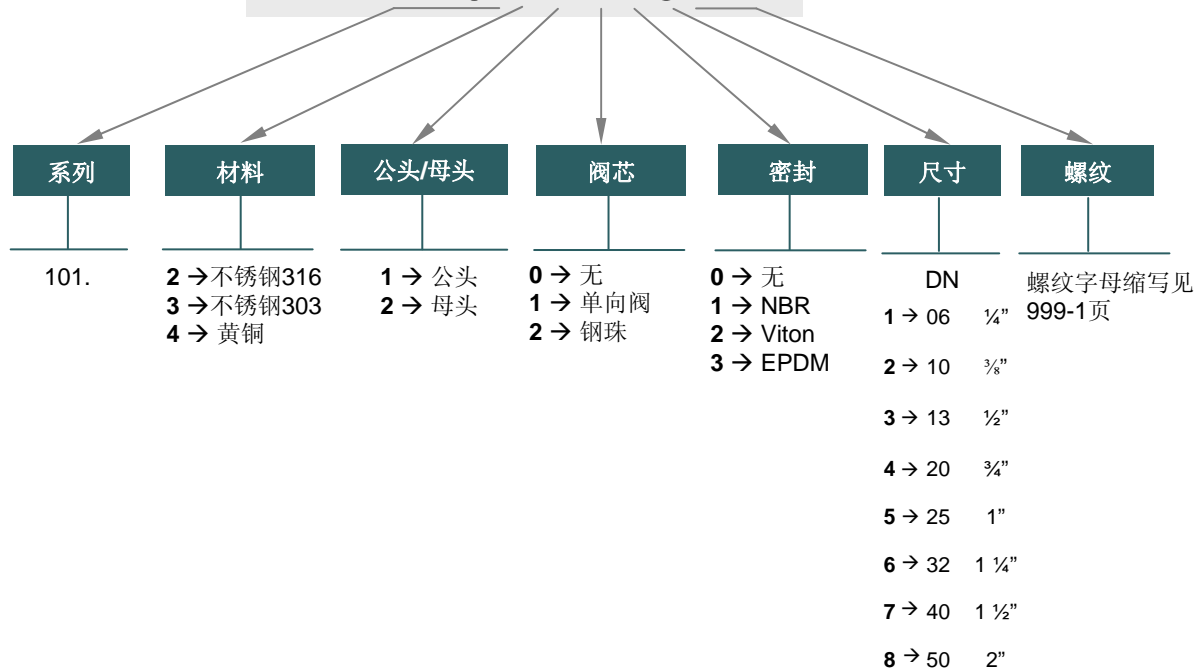 系列
材料
公头/母头
阀芯
密封
尺寸
螺纹
101.
2 →不锈钢316
3 →不锈钢303
4 → 黄铜
1 → 公头
2 → 母头
0 → 无
1 → 单向阀
2 → 钢珠
0 → 无
1 → NBR
2 → Viton
3 → EPDM
DN
1 → 06 ¼”
2 → 10 ⅜”
3 → 13 ½”
4 → 20 ¾”
5 → 25 1”
6 → 32 1 ¼”
7 → 40 1 ½”
8 → 50 2”
螺纹字母缩写见
999-1页